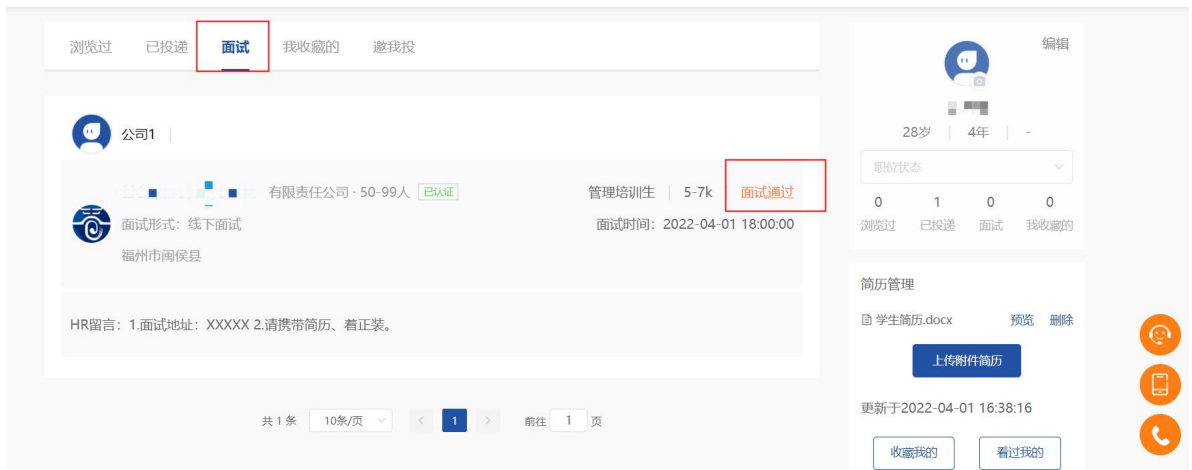 浏览过 已投递 面试 我收藏的 邀我投
公司1
有限责任公司 · 50-99人 已认证
管理培训生 5-7k 面试通过
面试形式：线下面试
面试时间：2022-04-01 18:00:00
福州市闽侯县
HR留言：1.面试地址：XXXXX 2.请携带简历、着正装。
共 1 条 10条/页 < 1 > 前往 1 页
编辑
28岁 4年 -
职位状态
0 1 0 0
浏览过 已投递 面试 我收藏的
简历管理
学生简历.docx 预览 删除
上传附件简历
更新于2022-04-01 16:38:16
收藏我的 看过我的